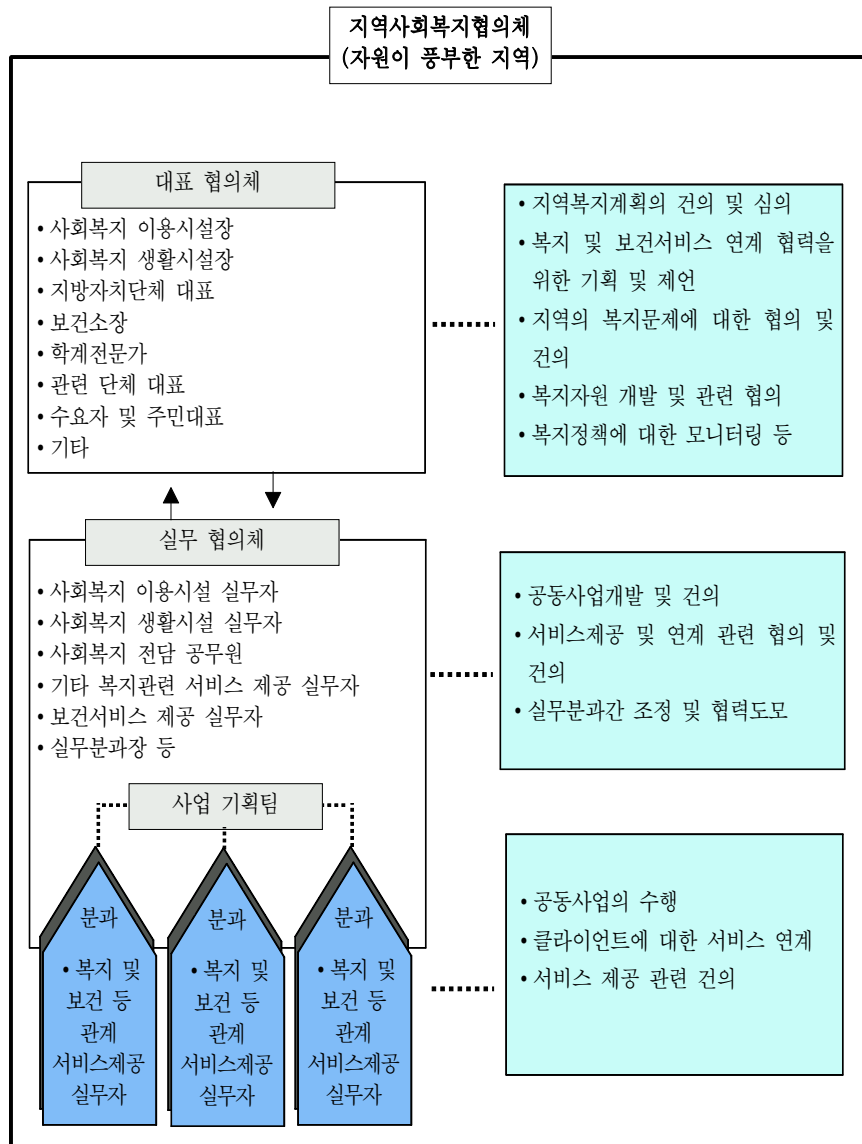 지역사회복지협의체
(자원이 풍부한 지역)
대표 협의체
• 사회복지 이용시설장
• 사회복지 생활시설장
• 지방자치단체 대표
• 보건소장
• 학계전문가
• 관련 단체 대표
• 수요자 및 주민대표
• 기타
• 지역복지계획의 건의 및 심의
• 복지 및 보건서비스 연계 협력을
위한 기획 및 제언
• 지역의 복지문제에 대한 협의 및
건의
• 복지자원 개발 및 관련 협의
• 복지정책에 대한 모니터링 등
실무 협의체
• 사회복지 이용시설 실무자
• 사회복지 생활시설 실무자
• 사회복지 전담 공무원
• 기타 복지관련 서비스 제공 실무자
• 보건서비스 제공 실무자
• 실무분과장 등
• 공동사업개발 및 건의
• 서비스제공 및 연계 관련 협의 및
건의
• 실무분과간 조정 및 협력도모
사업 기획팀
분과
• 복지 및
보건 등
관계
서비스제공
실무자
분과
• 복지 및
보건 등
관계
서비스제공
실무자
분과
• 복지 및
보건 등
관계
서비스제공
실무자
• 공동사업의 수행
• 클라이언트에 대한 서비스 연계
• 서비스 제공 관련 건의